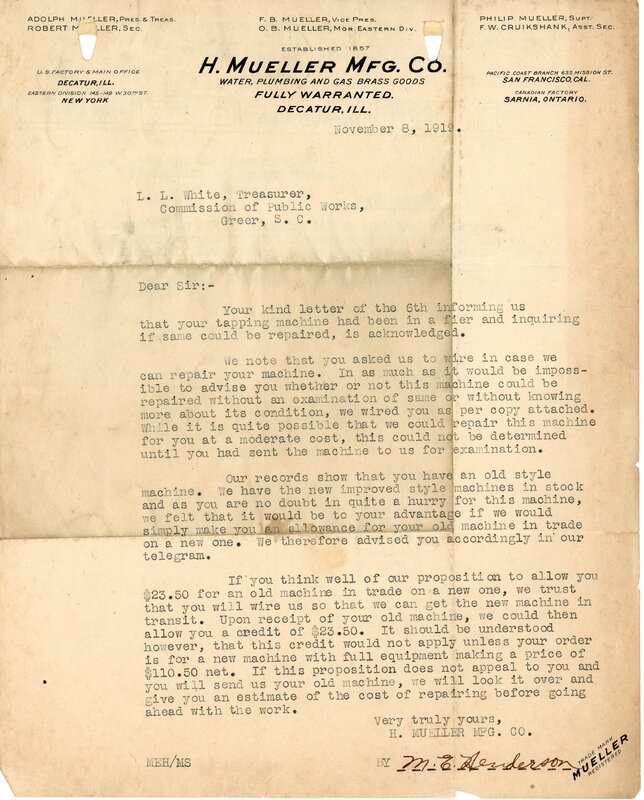 ADOLPH MUELLER, PRES & TREAS.
ROBERT MUELLER, SEC.
F. B. MUELLER, VICE PRES.
O. B. MUELLER, MGR. EASTERN DIV.
PHILIP MUELLER, SUPT.
F. W. CRUIKSHANK, ASST. SEC.
ESTABLISHED 1857
H. MUELLER MFG. CO.
WATER, PLUMBING AND GAS BRASS GOODS
FULLY WARRANTED.
DECATUR, ILL.
U. S. FACTORY & MAIN OFFICE
DECATUR, ILL.
EASTERN DIVISION 145-149 W. 30TH ST.
NEW YORK
PACIFIC COAST BRANCH 635 MISSION ST.
SAN FRANCISCO, CAL.
CANADIAN FACTORY
SARNIA, ONTARIO.
November 8, 1919.
L. L. White, Treasurer,
Commission of Public Works,
Greer, S. C.
Dear Sir:-
Your kind letter of the 6th informing us
that your tapping machine had been in a fier and inquiring
if same could be repaired, is acknowledged.
We note that you asked us to wire in case we
can repair your machine. In as much as it would be imposs-
ible to advise you whether or not this machine could be
repaired without an examination of same or without knowing
more about its condition, we wired you as per copy attached.
While it is quite possible that we could repair this machine
for you at a moderate cost, this could not be determined
until you had sent the machine to us for examination.
Our records show that you have an old style
machine. We have the new improved style machines in stock
and as you are no doubt in quite a hurry for this machine,
we felt that it would be to your advantage if we would
simply make you an allowance for your old machine in trade
on a new one. We therefore advised you accordingly in our
telegram.
If you think well of our proposition to allow you
$23.50 for an old machine in trade on a new one, we trust
that you will wire us so that we can get the new machine in
transit. Upon receipt of your old machine, we could then
allow you a credit of $23.50. It should be understood
however, that this credit would not apply unless your order
is for a new machine with full equipment making a price of
$110.50 net. If this proposition does not appeal to you and
you will send us your old machine, we will look it over and
give you an estimate of the cost of repairing before going
ahead with the work.
Very truly yours,
H. MUELLER MFG. CO.
MEH/MS
BY M. E. Henderson
TRADE MARK
MUELLER
REGISTERED